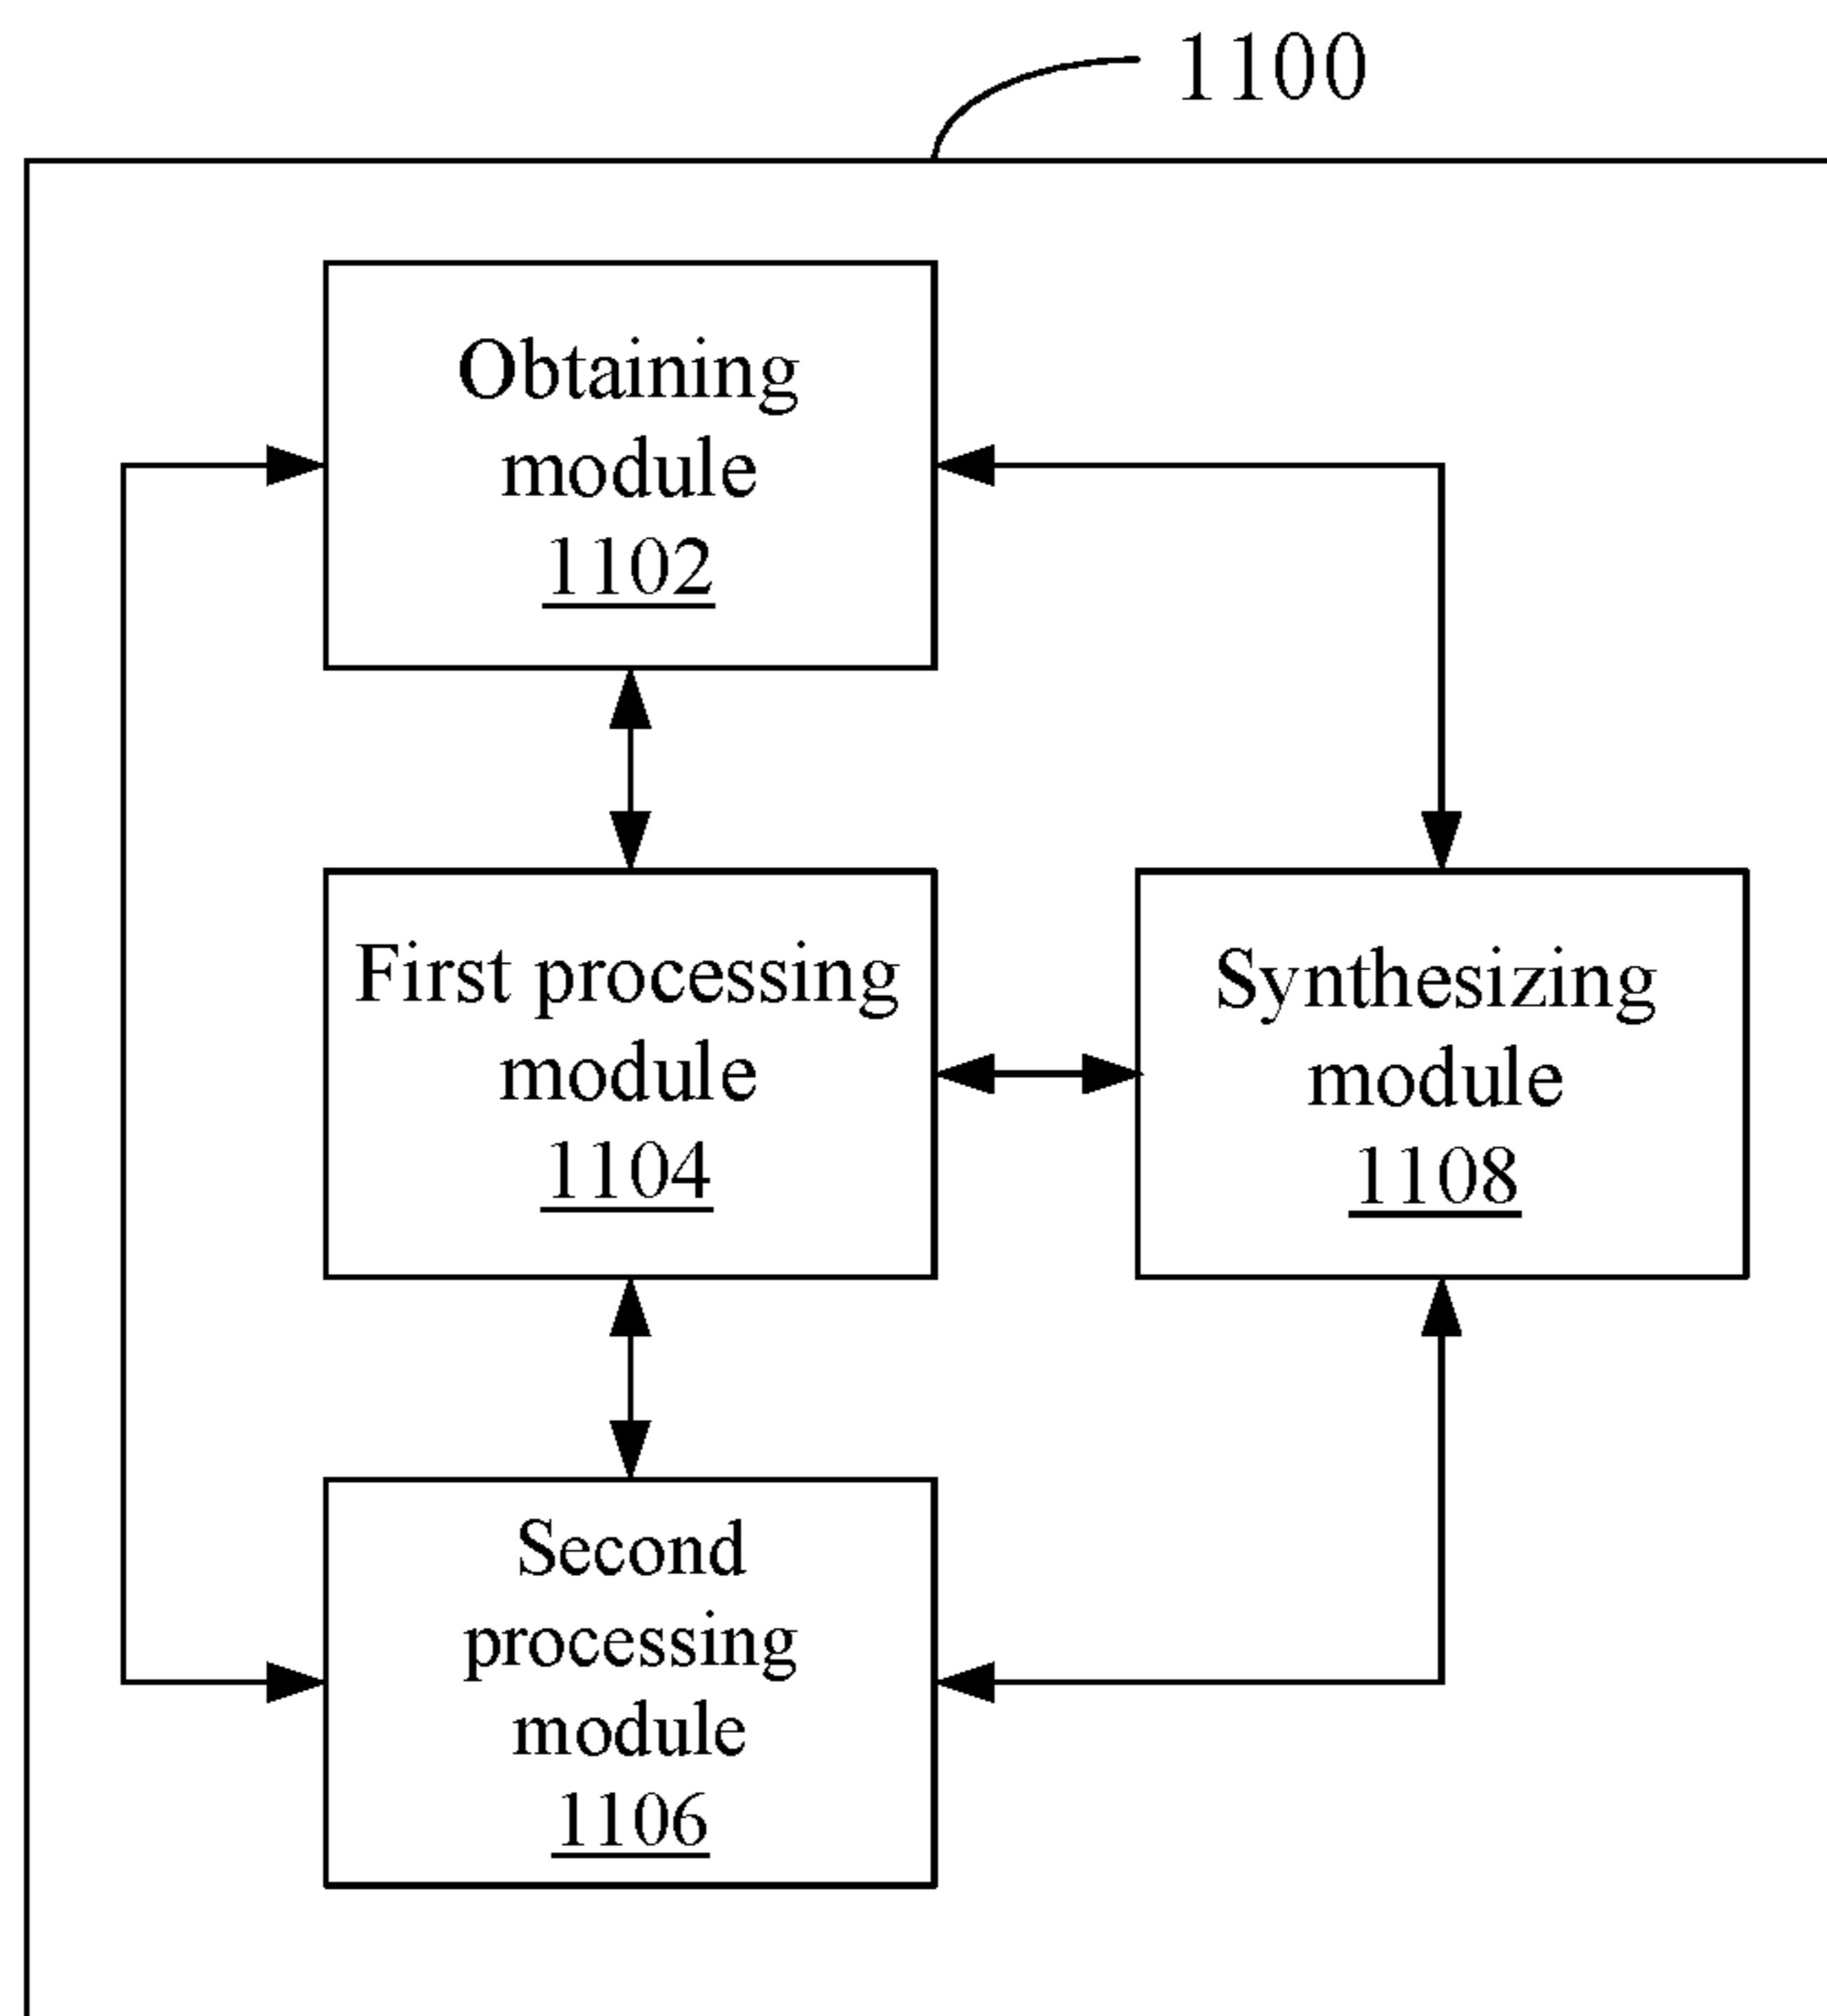 1100
Obtaining
module
1102
First processing
module
1104
Synthesizing
module
1108
Second
processing
module
1106